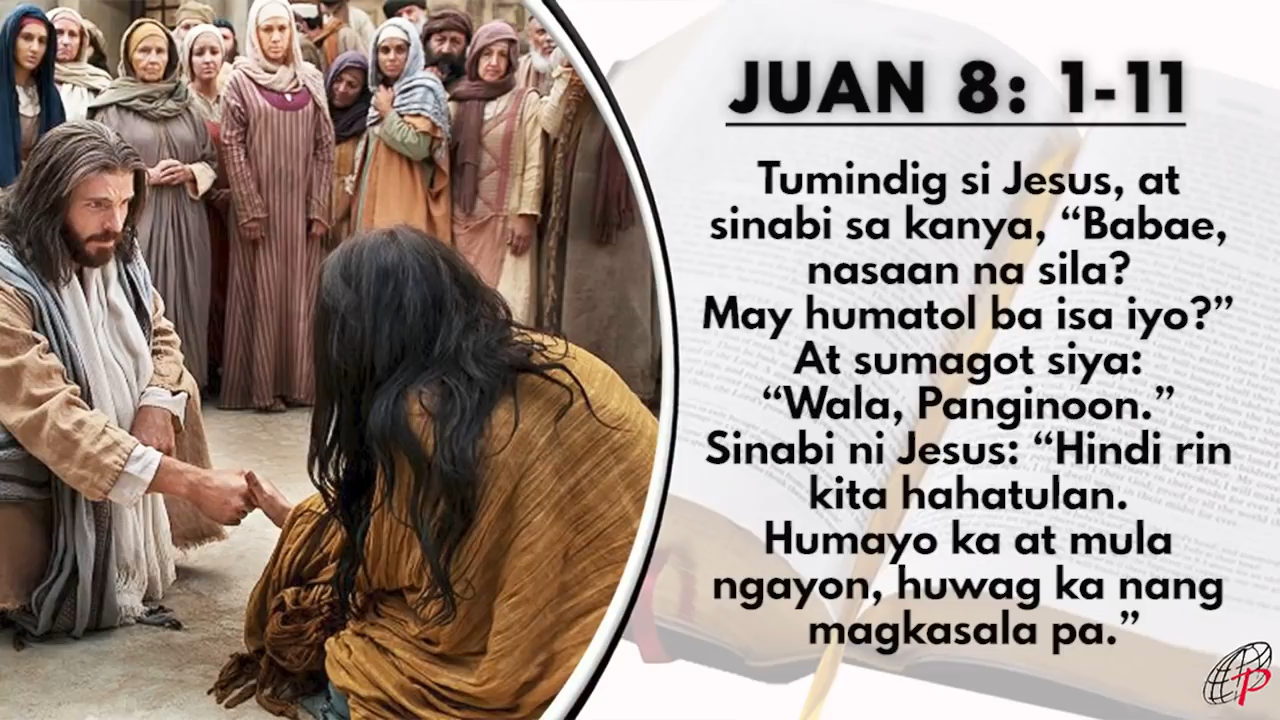 JUAN 8: 1-11
Tumindig si Jesus, at
sinabi sa kanya, “Babae,
nasaan na sila?
May humatol ba isa iyo?”
At sumagot siya:
“Wala, Panginoon.”
Sinabi ni Jesus: “Hindi rin
kita hahatulan.
Humayo ka at mula
ngayon, huwag ka nang
magkasala pa.”